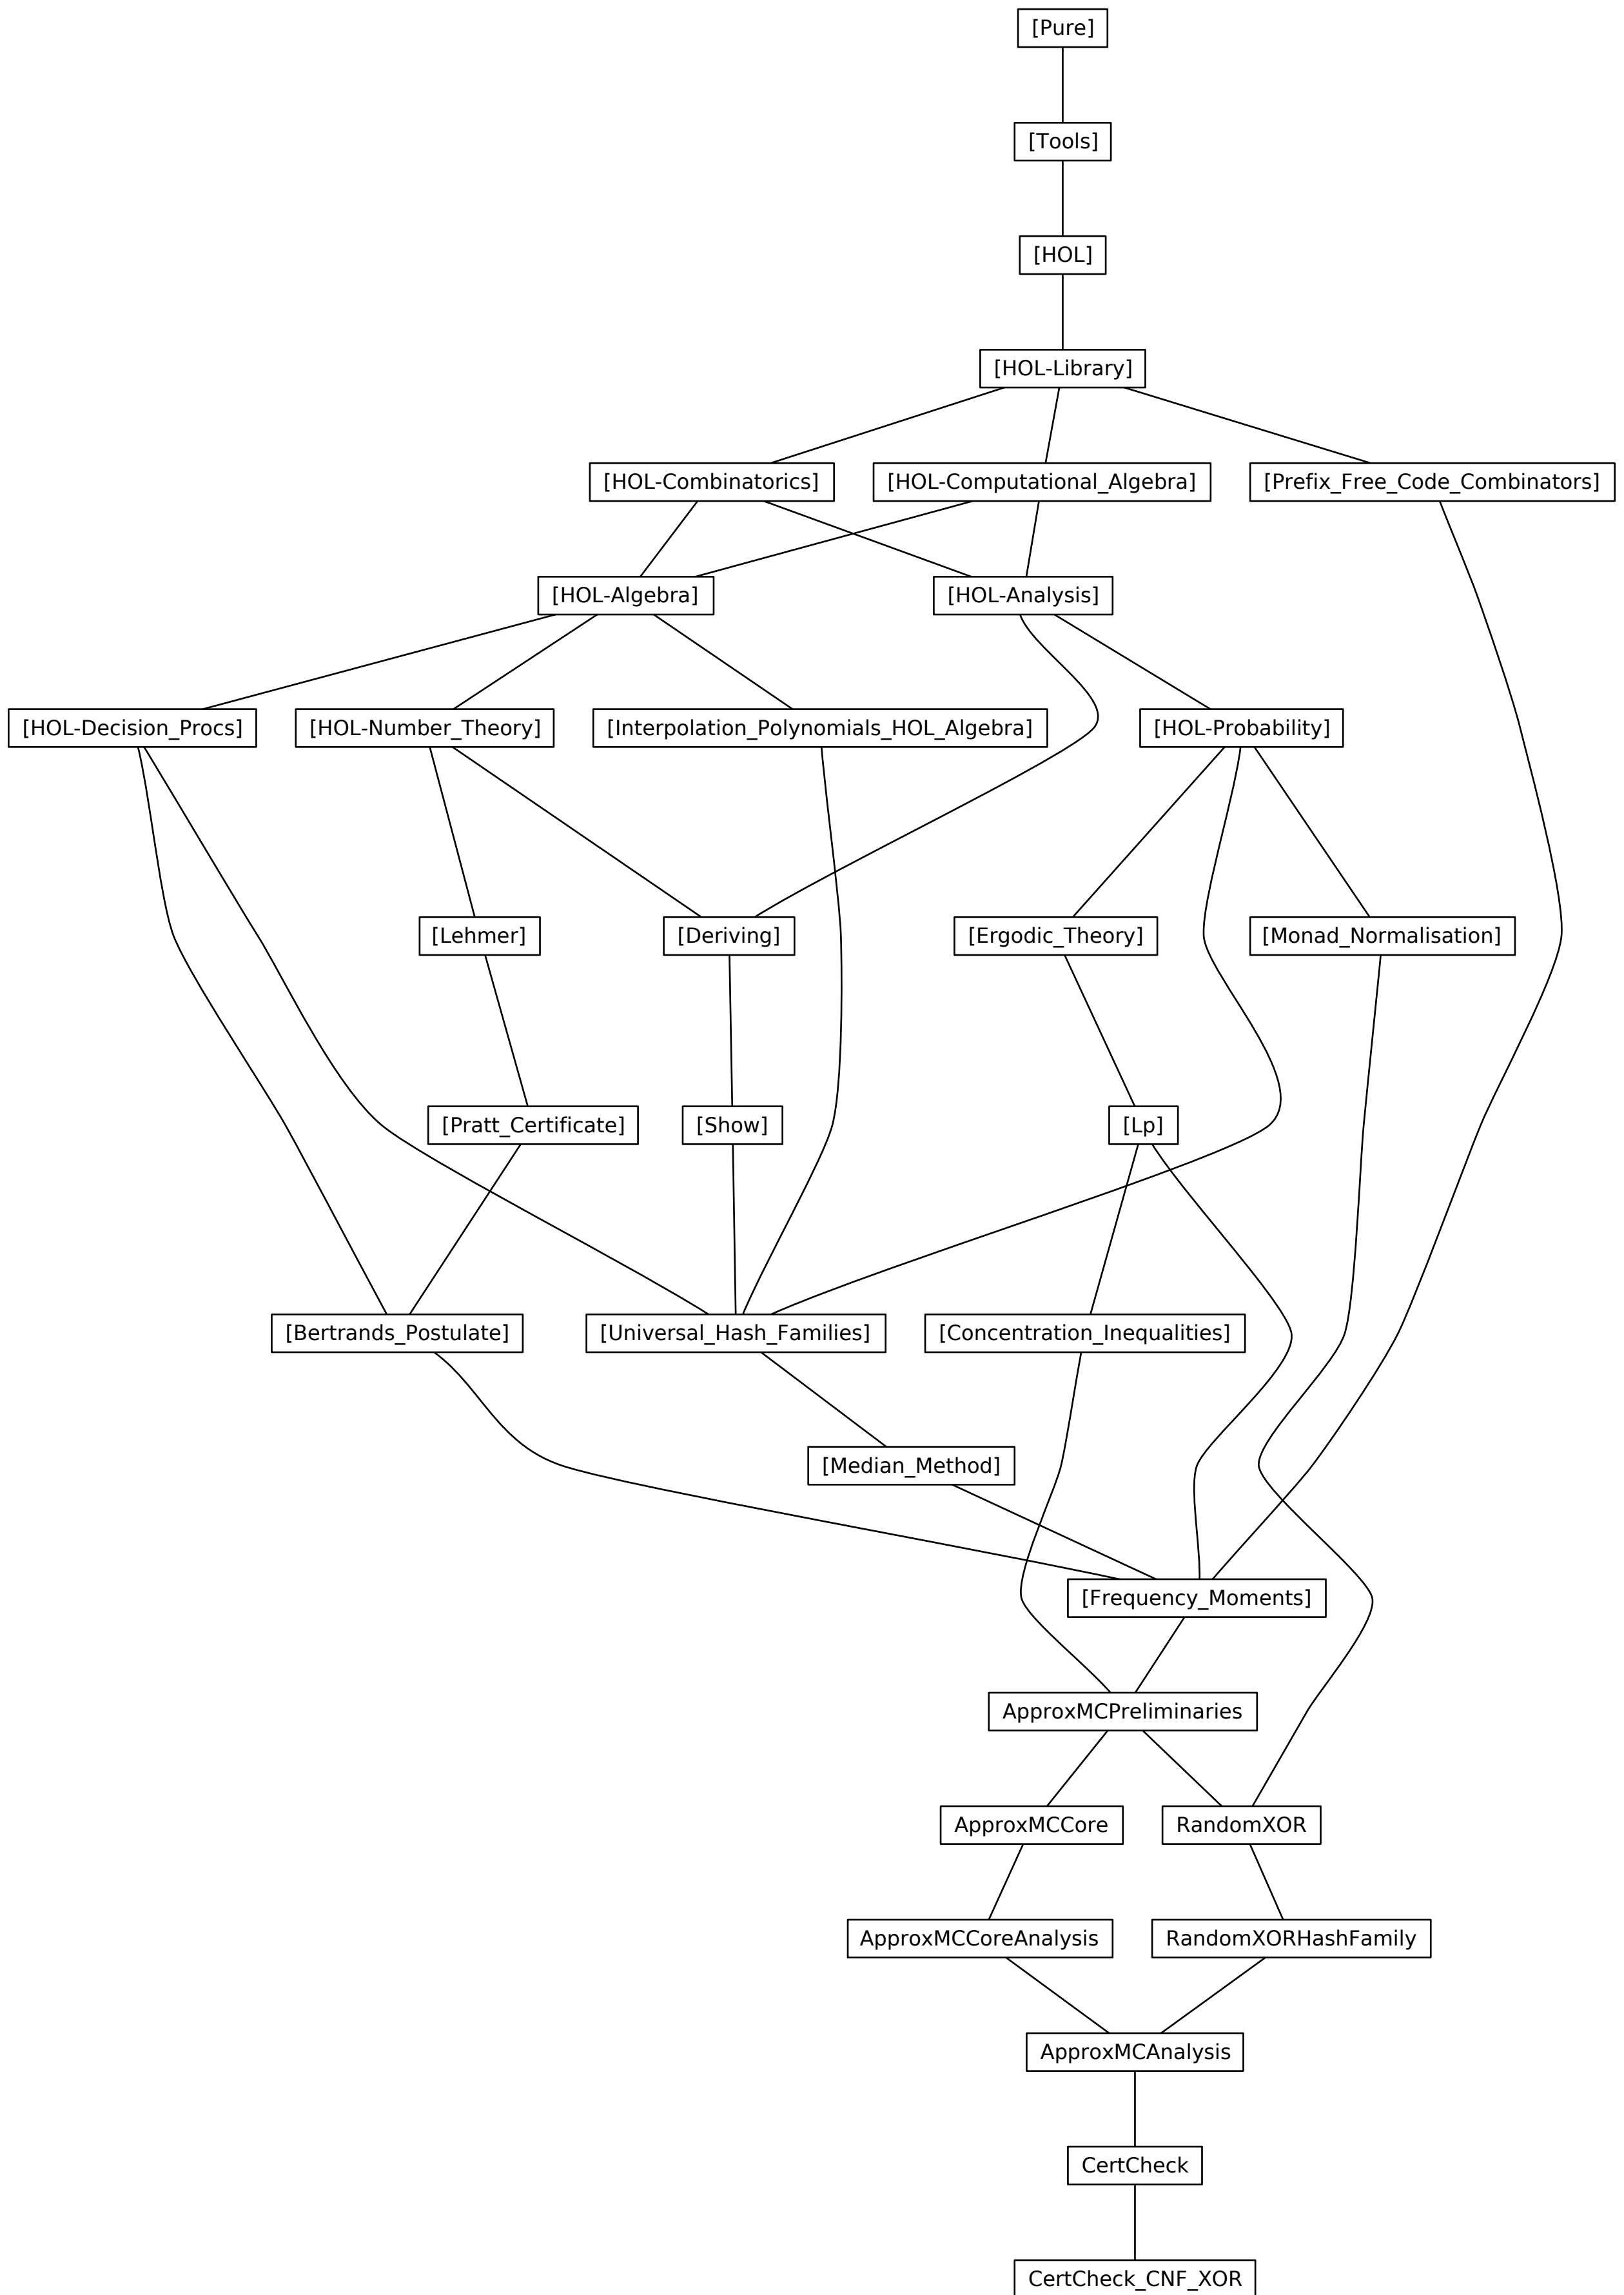 [Pure]
[Tools]
[HOL]
[HOL-Library]
[HOL-Combinatorics]
[HOL-Computational_Algebra]
[Prefix_Free_Code_Combinators]
[HOL-Algebra]
[HOL-Analysis]
[HOL-Decision_Procs]
[HOL-Number_Theory]
[Interpolation_Polynomials_HOL_Algebra]
[HOL-Probability]
[Lehmer]
[Deriving]
[Ergodic_Theory]
[Monad_Normalisation]
[Pratt_Certificate]
[Show]
[Lp]
[Bertrands_Postulate]
[Universal_Hash_Families]
[Concentration_Inequalities]
[Median_Method]
[Frequency_Moments]
ApproxMCPreliminaries
ApproxMCCore
RandomXOR
ApproxMCCoreAnalysis
RandomXORHashFamily
ApproxMCAnalysis
CertCheck
CertCheck_CNF_XOR